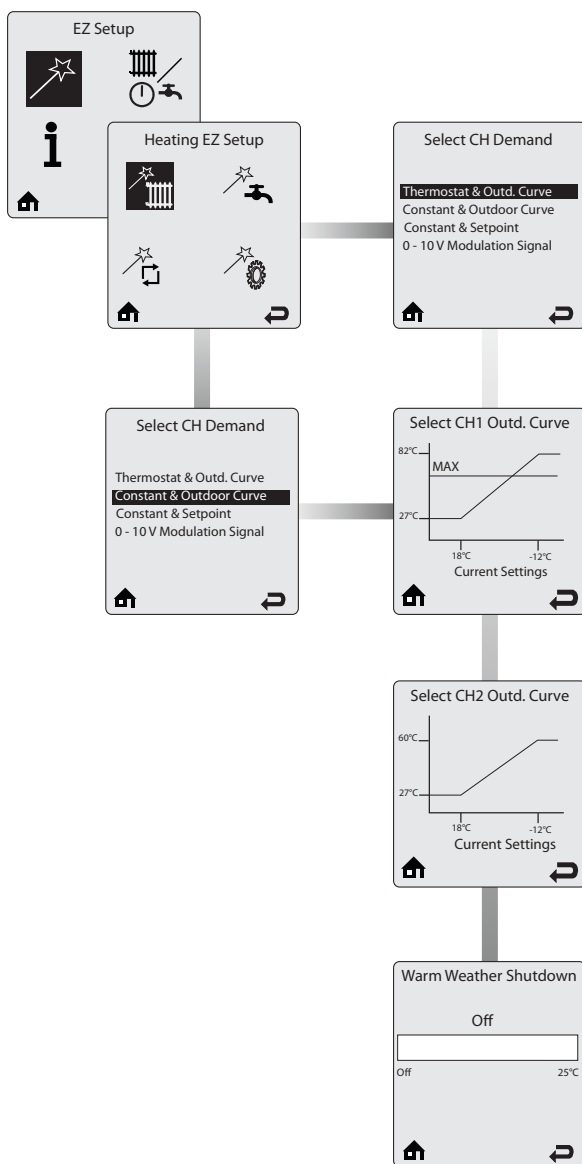 EZ Setup
Heating EZ Setup
Select CH Demand
Thermostat & Outd. Curve
Constant & Outdoor Curve
Constant & Setpoint
0 - 10 V Modulation Signal
Select CH Demand
Thermostat & Outd. Curve
Constant & Outdoor Curve
Constant & Setpoint
0 - 10 V Modulation Signal
Select CH1 Outd. Curve
82°C
MAX
27°C
18°C -12°C
Current Settings
Select CH2 Outd. Curve
60°C
27°C
18°C -12°C
Current Settings
Warm Weather Shutdown
Off
Off 25°C